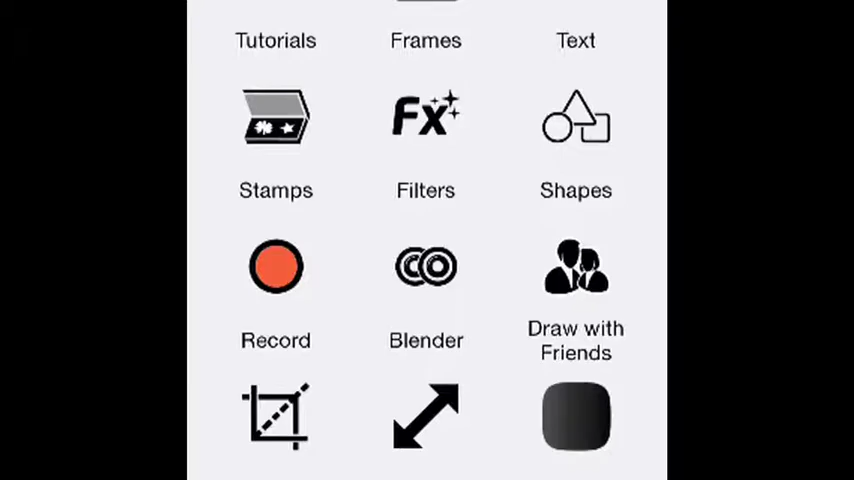 Tutorials Frames Text
Fx
Stamps Filters Shapes
Record Blender Draw with
Friends